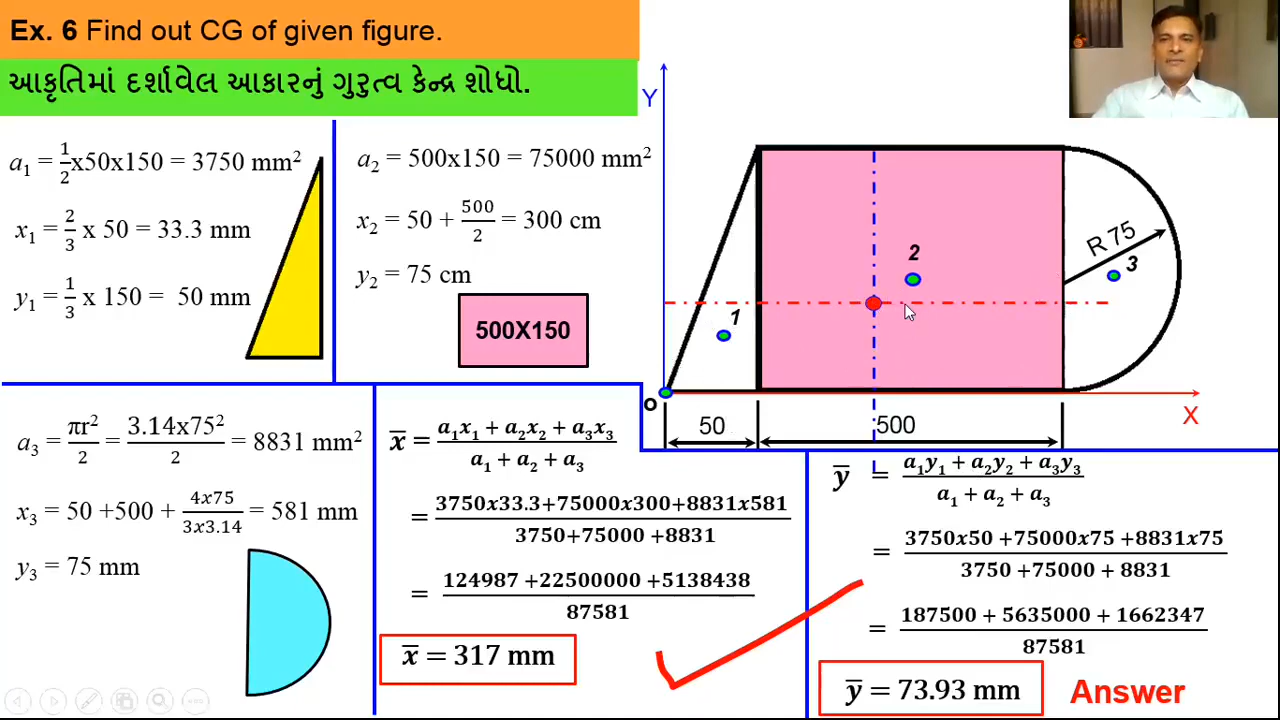 Ex. 6 Find out CG of given figure.
આકૃતિમાં દર્શાવેલ આકારનું ગુરુત્વ કેન્દ્ર શોધો.
a₁ = 1/2 x50x150 = 3750 mm²
x₁ = 2/3 x 50 = 33.3 mm
y₁ = 1/3 x 150 = 50 mm
a₂ = 500x150 = 75000 mm²
x₂ = 50 + 500/2 = 300 cm
y₂ = 75 cm
500X150
Y
1
2
3
R 75
O
X
50
500
a₃ = πr²/2 = 3.14x75²/2 = 8831 mm²
x₃ = 50 +500 + 4x75/3x3.14 = 581 mm
y₃ = 75 mm
x̅ = a₁x₁ + a₂x₂ + a₃x₃ / a₁ + a₂ + a₃
= 3750x33.3+75000x300+8831x581 / 3750+75000 +8831
= 124987 +22500000 +5138438 / 87581
x̅ = 317 mm
y̅ = a₁y₁ + a₂y₂ + a₃y₃ / a₁ + a₂ + a₃
= 3750x50 +75000x75 +8831x75 / 3750 +75000 + 8831
= 187500 + 5635000 + 1662347 / 87581
y̅ = 73.93 mm
Answer